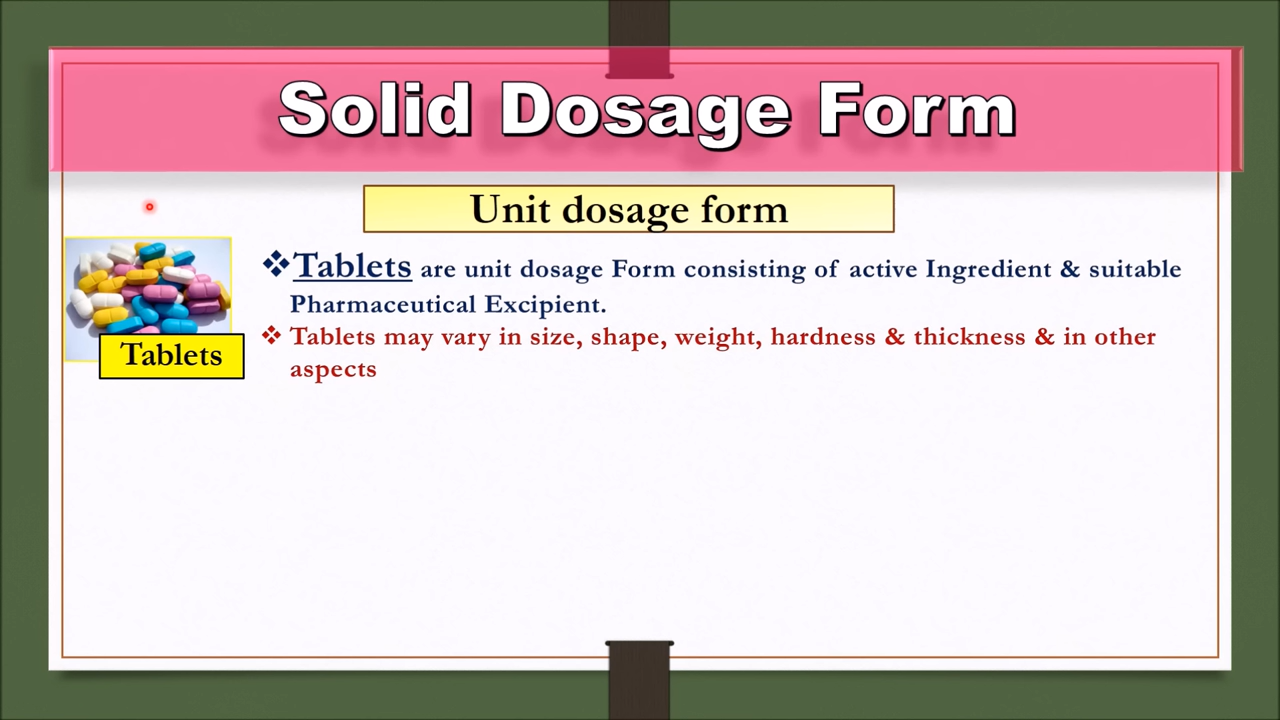 Solid Dosage Form
Unit dosage form
❖Tablets are unit dosage Form consisting of active Ingredient & suitable
Pharmaceutical Excipient.
❖ Tablets may vary in size, shape, weight, hardness & thickness & in other
aspects
Tablets